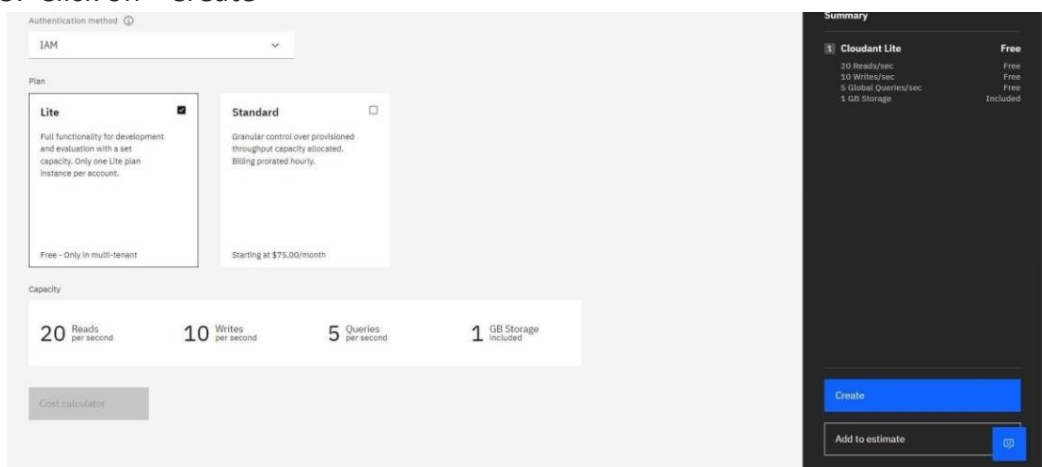 Click on "Create"
Authentication method
IAM
Plan
Lite
Full functionality for development
and evaluation with a set
capacity. Only one Lite plan
instance per account.
Free - Only in multi-tenant
Standard
Granular control over provisioned
throughput capacity allocated.
Billing prorated hourly.
Starting at $75.00/month
Capacity
20 Reads per second
10 Writes per second
5 Queries per second
1 GB Storage included
Cost calculator
Summary
1 Cloudant Lite Free
20 Reads/sec Free
10 Writes/sec Free
5 Global Queries/sec Free
1 GB Storage Included
Create
Add to estimate